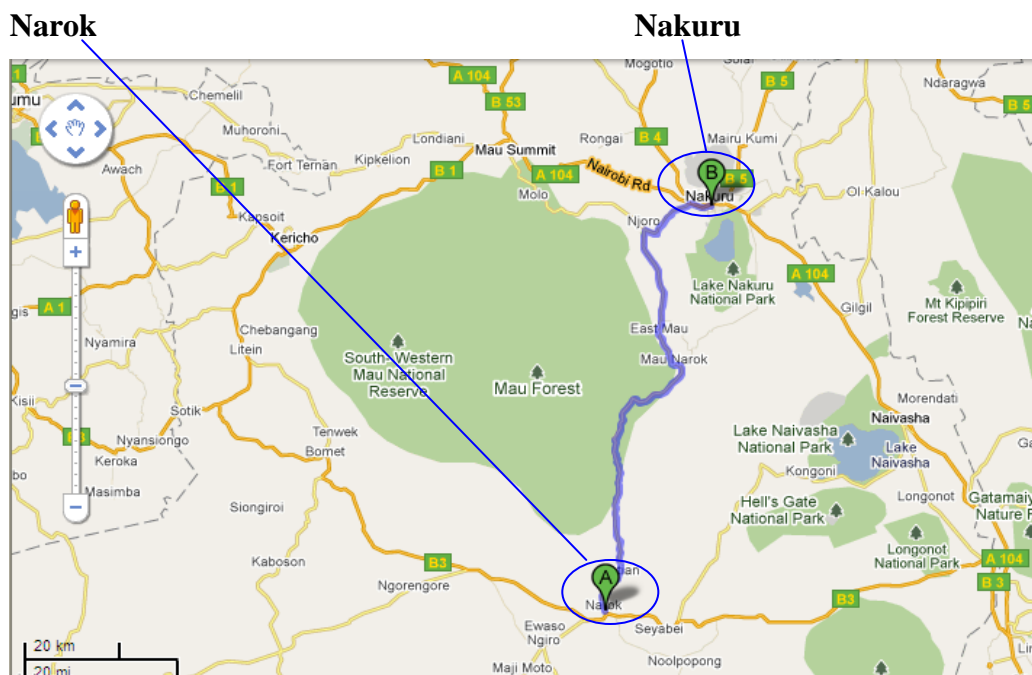 Narok
Nakuru
A 104
Mogotio
B 5
Ndaragwa
B 53
B 5
Chemelil
umu
Muhoroni
Londiani
Rongai
B 4
Mairu Kumi
Mau Summit
Kipkelion
Fort Ternan
Awach
B 1
B 1
A 104
Nairobi Rd
B
B 5
Molo
Nakuru
Ol Kalou
Kapsoit
Njoro
Kericho
A 104
Lake Nakuru
National Park
Mt Kipipiri
Forest Reserve
A 1
gis
Gilgil
Chebangang
East Mau
Nyamira
Litein
South-Western
Mau National
Reserve
Mau Narok
Mau Forest
Kisii
Sotik
Morendati
Naivasha
Tenwek
Lake Naivasha
National Park
Lake
Naivasha
Nyansiongo
Bomet
Keroka
Kongoni
bo
Masimba
Siongiroi
Hell's Gate
National Park
Longonot
Gatamaiy
Nature F
Longonot
National Park
A 104
B 3
Kaboson
B3
A
Ngorengore
B3
Narok
Ewaso
Ngiro
Seyabei
20 km
20 mi
Maji Moto
Noolpopong